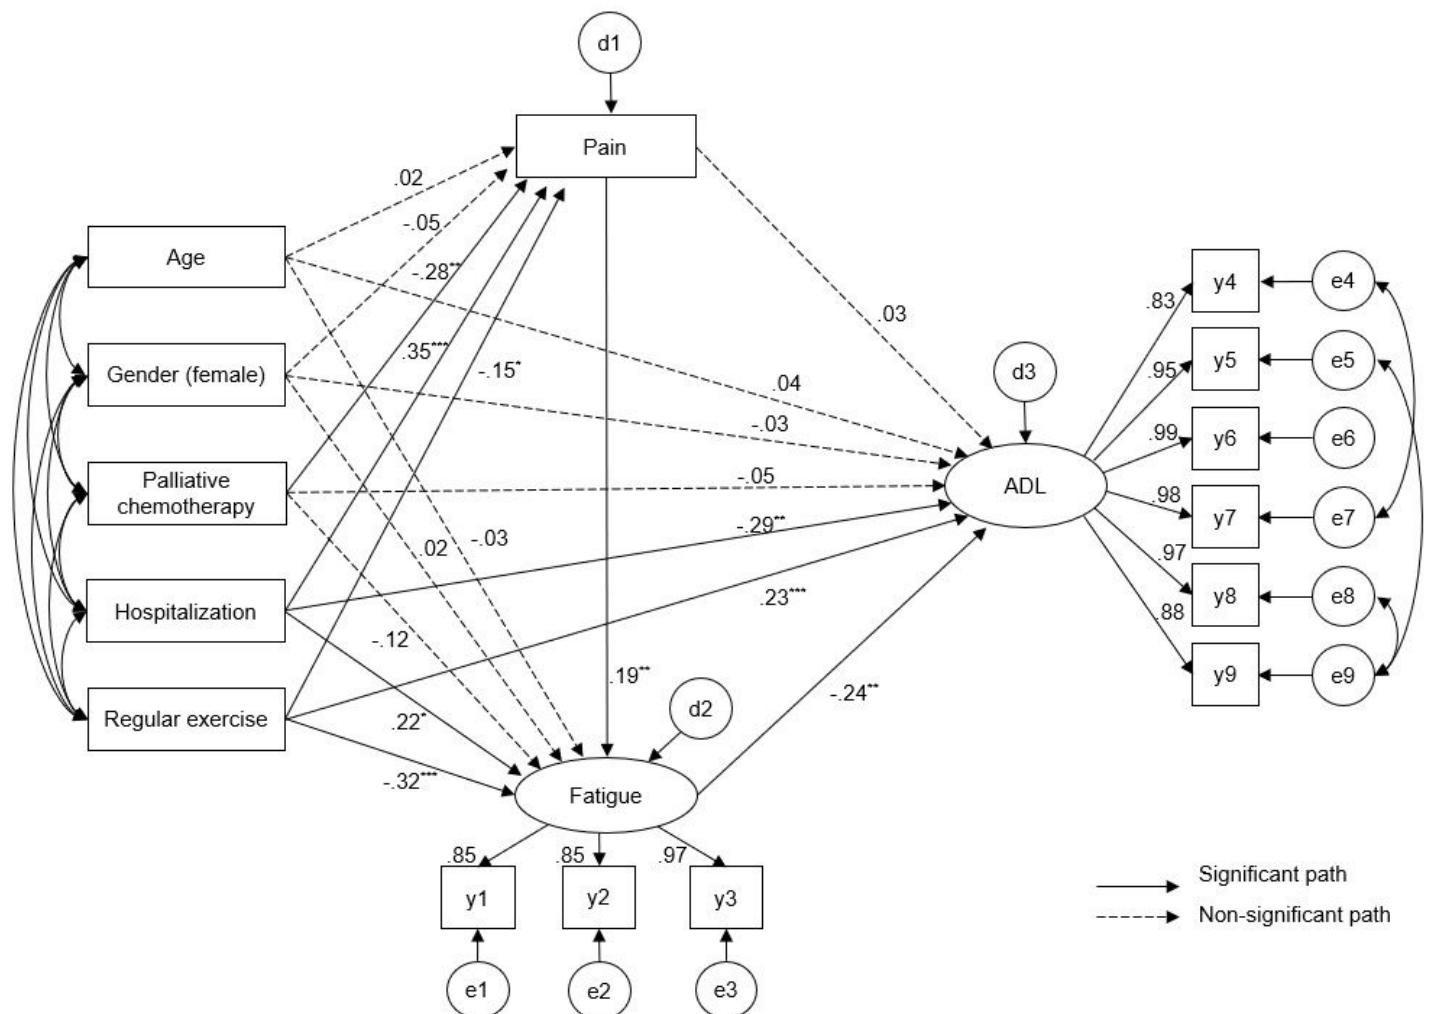 d1
Pain
.02
-.05
Age
-.28**
y4
e4
.83
.03
.35***
-.15*
Gender (female)
d3
.95
y5
e5
.04
-.03
.99
y6
e6
Palliative
chemotherapy
-.05
ADL
.98
y7
e7
-.29**
.02
-.03
.97
Hospitalization
.23***
y8
e8
.88
-.12
.19**
y9
e9
-.24**
d2
Regular exercise
.22*
-.32***
Fatigue
.85
.85
.97
y1
y2
y3
Significant path
Non-significant path
e1
e2
e3